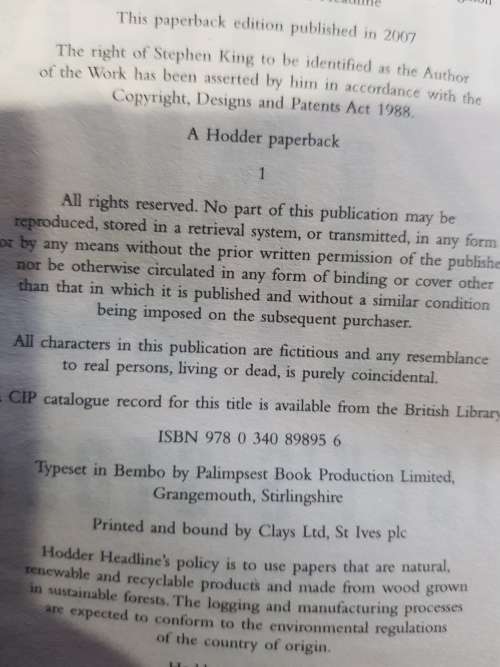 This paperback edition published in 2007
The right of Stephen King to be identified as the Author
of the Work has been asserted by him in accordance with the
Copyright, Designs and Patents Act 1988.
A Hodder paperback
1
All rights reserved. No part of this publication may be
reproduced, stored in a retrieval system, or transmitted, in any form
or by any means without the prior written permission of the publishe
nor be otherwise circulated in any form of binding or cover other
than that in which it is published and without a similar condition
being imposed on the subsequent purchaser.
All characters in this publication are fictitious and any resemblance
to real persons, living or dead, is purely coincidental.
CIP catalogue record for this title is available from the British Library
ISBN 978 0 340 89895 6
Typeset in Bembo by Palimpsest Book Production Limited,
Grangemouth, Stirlingshire
Printed and bound by Clays Ltd, St Ives plc
Hodder Headline's policy is to use papers that are natural,
renewable and recyclable products and made from wood grown
in sustainable forests. The logging and manufacturing processes
are expected to conform to the environmental regulations
of the country of origin.